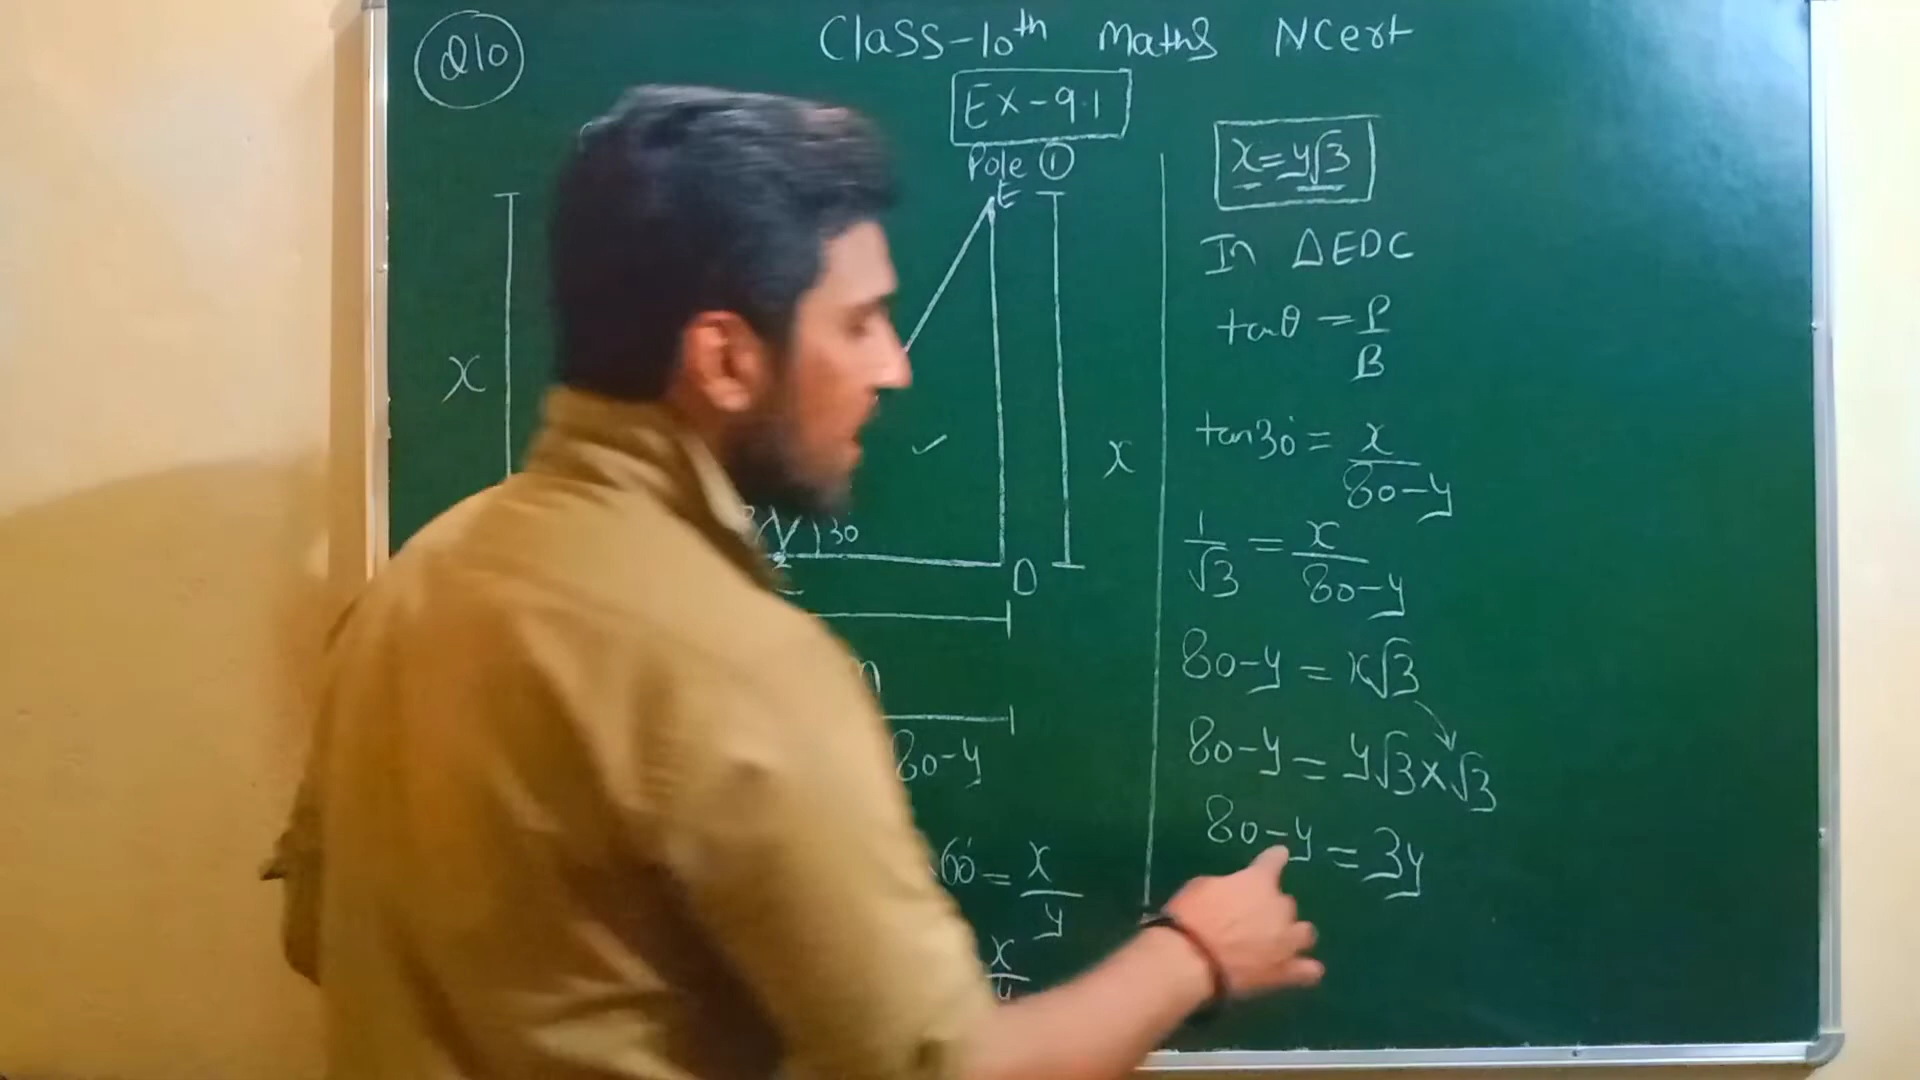 Q10
Class-10th Maths NCert
Ex-9.1
Pole ①
E
x
x
30°
D
80-y
60° = x/y
x/y
x=y√3
In ΔEDC
tanθ = P/B
tan30° = x/80-y
1/√3 = x/80-y
80-y = x√3
80-y = y√3×√3
80-y = 3y